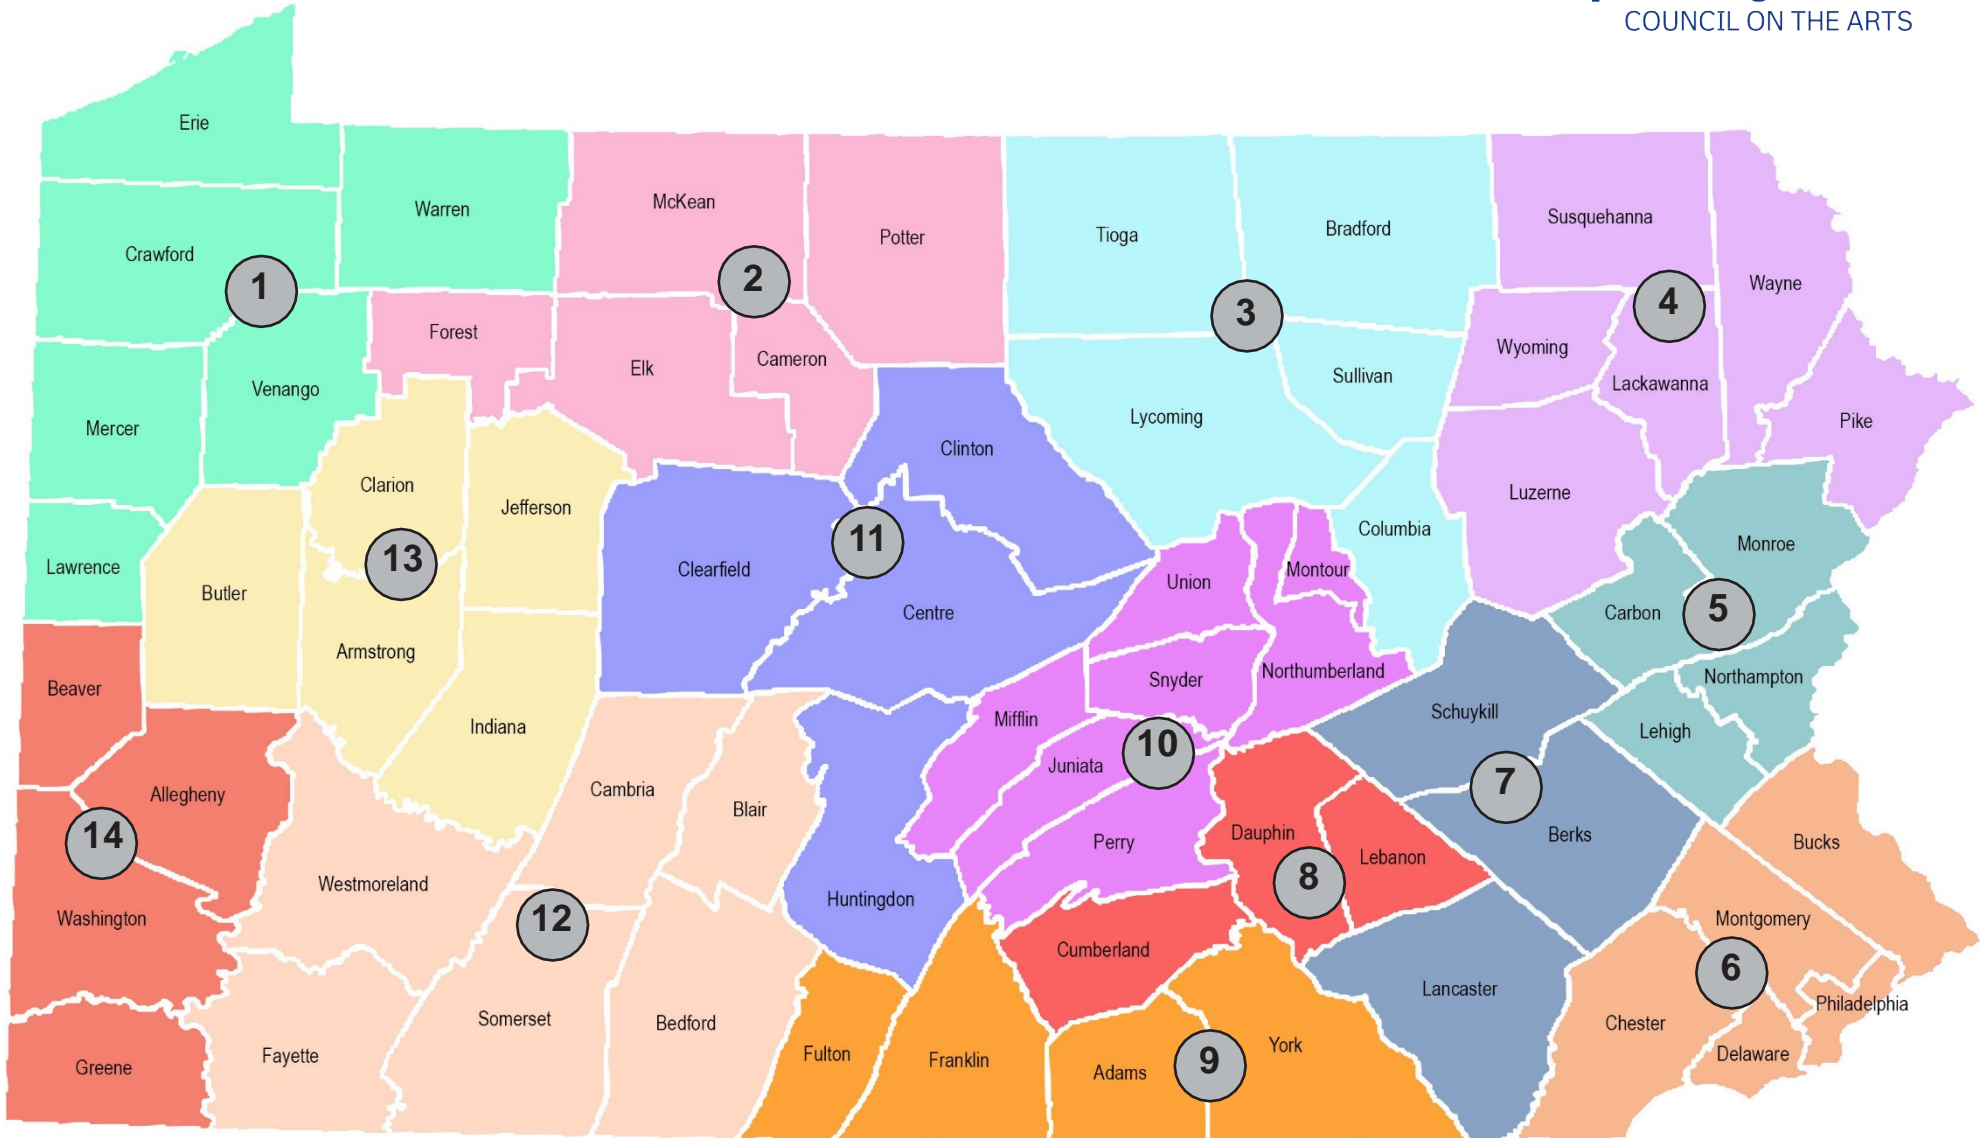 COUNCIL ON THE ARTS
Erie
Warren
McKean
Potter
Tioga
Bradford
Susquehanna
Wayne
Crawford
1
2
3
4
Forest
Elk
Cameron
Venango
Mercer
Lycoming
Sullivan
Wyoming
Lackawanna
Pike
Clinton
Clarion
Jefferson
Luzerne
Columbia
Monroe
Lawrence
Butler
13
Clearfield
11
Centre
Union
Montour
Carbon
5
Armstrong
Beaver
Indiana
Snyder
Northumberland
Northampton
Mifflin
Schuykill
Lehigh
Juniata
10
7
Allegheny
Cambria
Blair
14
Perry
Dauphin
Lebanon
Berks
Bucks
Westmoreland
Huntingdon
8
Washington
12
Cumberland
Montgomery
6
Somerset
Bedford
Lancaster
Chester
Philadelphia
Greene
Fayette
Fulton
Franklin
Adams
9
York
Delaware